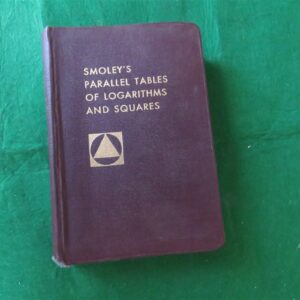 SMOLEY'S
PARALLEL TABLES
OF LOGARITHMS
AND SQUARES